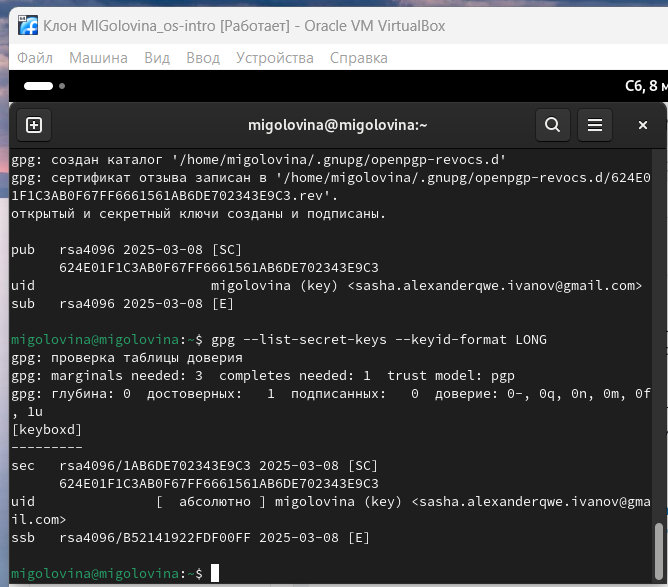 Клон MIGolovina_os-intro [Работает] - Oracle VM VirtualBox
Файл Машина Вид Ввод Устройства Справка
Сб, 8 м
migolovina@migolovina:~
gpg: создан каталог '/home/migolovina/.gnupg/openpgp-revocs.d'
gpg: сертификат отзыва записан в '/home/migolovina/.gnupg/openpgp-revocs.d/624E0
1F1C3AB0F67FF6661561AB6DE702343E9C3.rev'.
открытый и секретный ключи созданы и подписаны.
pub   rsa4096 2025-03-08 [SC]
      624E01F1C3AB0F67FF6661561AB6DE702343E9C3
uid                      migolovina (key) <sasha.alexanderqwe.ivanov@gmail.com>
sub   rsa4096 2025-03-08 [E]
migolovina@migolovina:~$ gpg --list-secret-keys --keyid-format LONG
gpg: проверка таблицы доверия
gpg: marginals needed: 3  completes needed: 1  trust model: pgp
gpg: глубина: 0  достоверных:   1  подписанных:   0  доверие: 0-, 0q, 0n, 0m, 0f
, 1u
[keyboxd]
---------
sec   rsa4096/1AB6DE702343E9C3 2025-03-08 [SC]
      624E01F1C3AB0F67FF6661561AB6DE702343E9C3
uid               [  абсолютно ] migolovina (key) <sasha.alexanderqwe.ivanov@gma
il.com>
ssb   rsa4096/B52141922FDF00FF 2025-03-08 [E]
migolovina@migolovina:~$